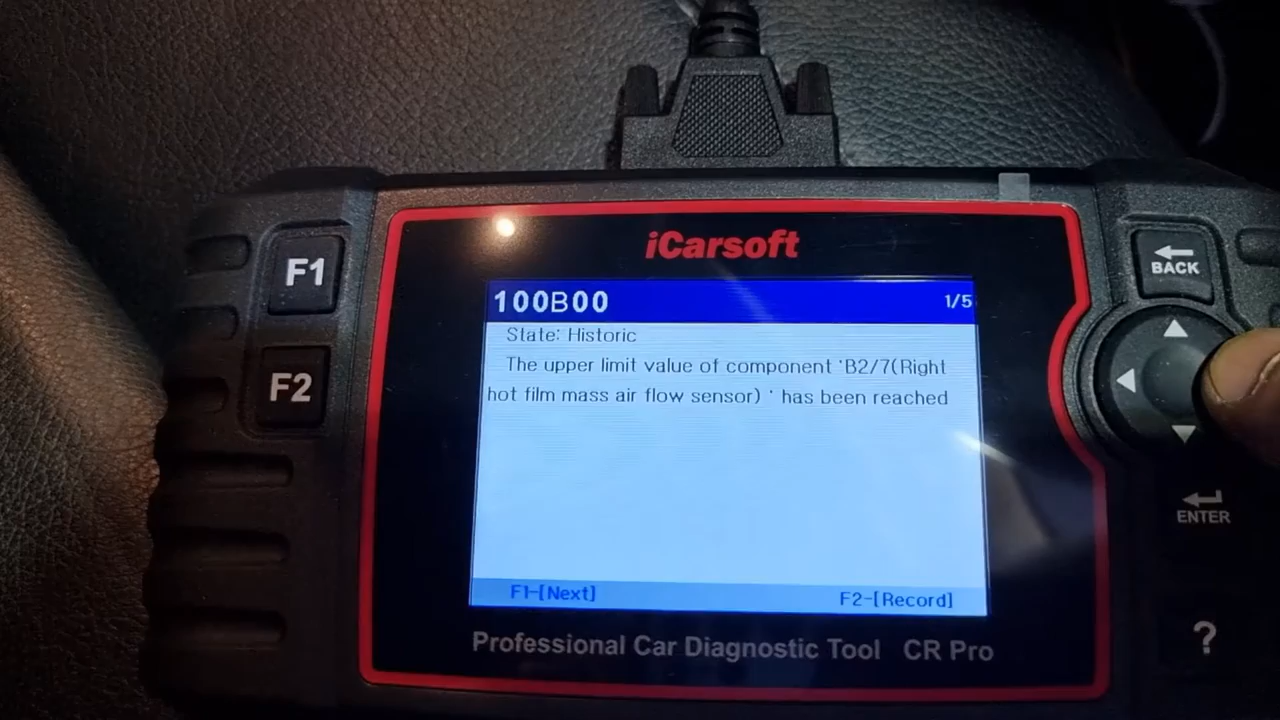 iCarsoft
F1
F2
BACK
100B00 1/5
State: Historic
The upper limit value of component 'B2/7(Right
hot film mass air flow sensor) ' has been reached
F1-[Next] F2-[Record]
ENTER
?
Professional Car Diagnostic Tool CR Pro